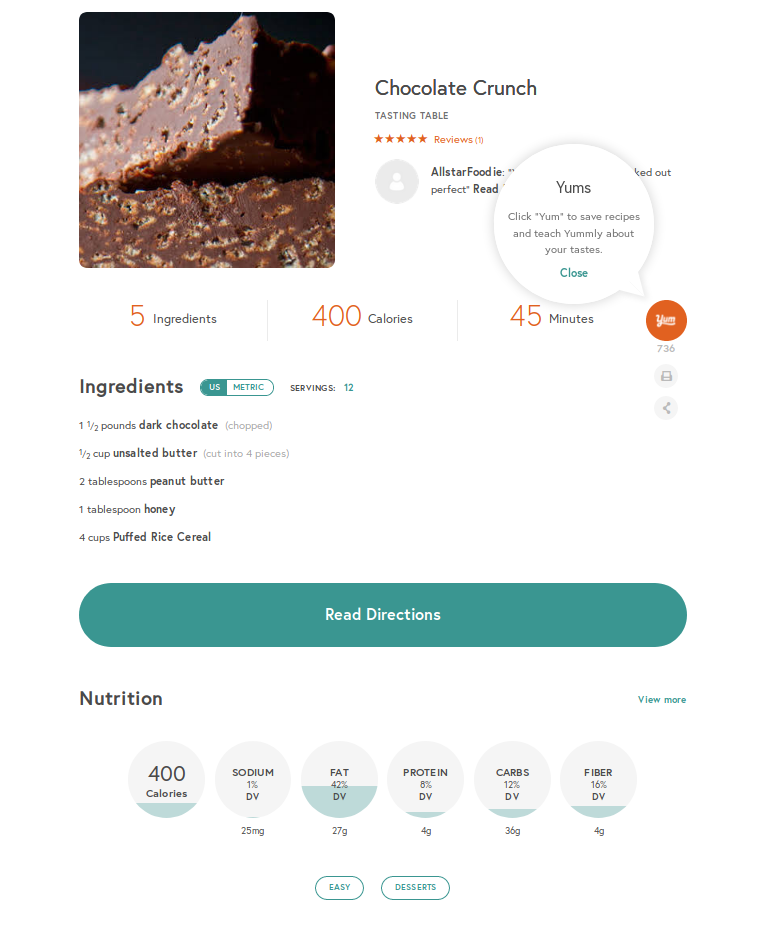 Chocolate Crunch
TASTING TABLE
★★★★★ Reviews (1)
AllstarFoodie: "
ked out
perfect" Read
Yums
Click "Yum" to save recipes
and teach Yummly about
your tastes.
Close
5 Ingredients
400 Calories
45 Minutes
Yum
736
Ingredients
US METRIC
SERVINGS: 12
1 1/2 pounds dark chocolate (chopped)
1/2 cup unsalted butter (cut into 4 pieces)
2 tablespoons peanut butter
1 tablespoon honey
4 cups Puffed Rice Cereal
Read Directions
Nutrition
View more
400
Calories
SODIUM
1%
DV
25mg
FAT
42%
DV
27g
PROTEIN
8%
DV
4g
CARBS
12%
DV
36g
FIBER
16%
DV
4g
EASY
DESSERTS